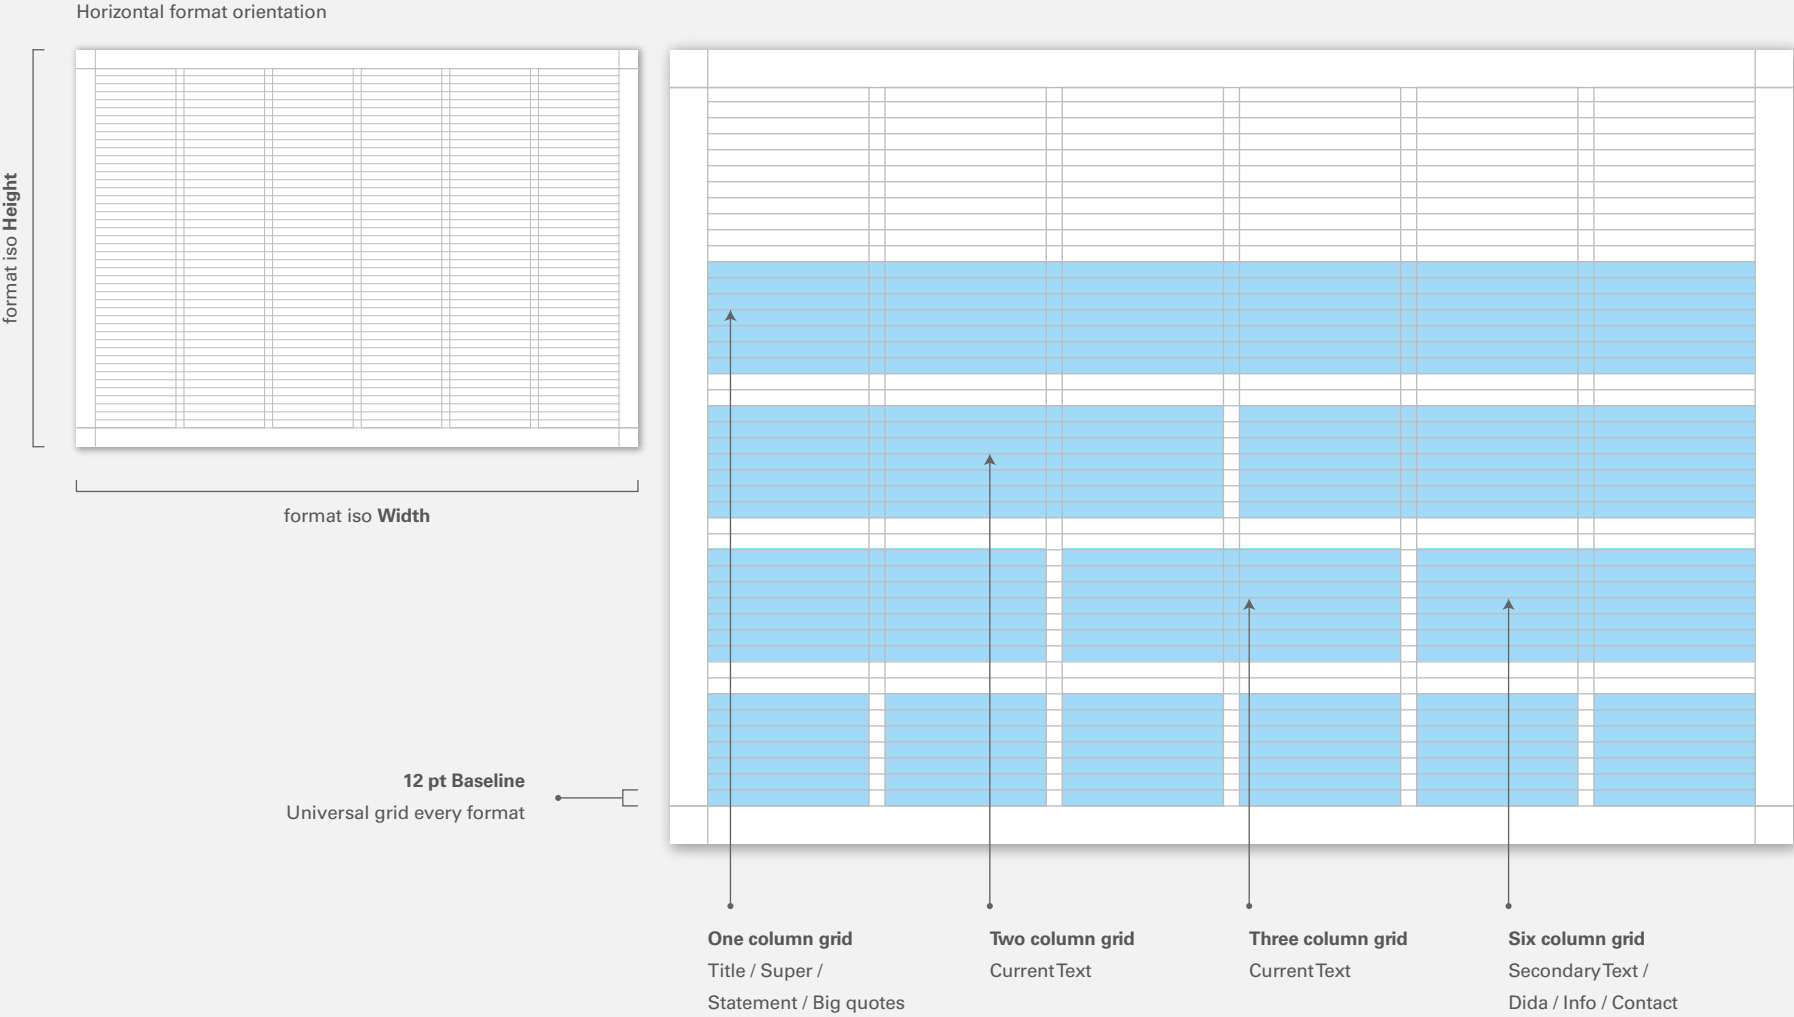 Horizontal format orientation
format iso Height
format iso Width
12 pt Baseline
Universal grid every format
One column grid
Title / Super /
Statement / Big quotes
Two column grid
Current Text
Three column grid
Current Text
Six column grid
Secondary Text /
Dida / Info / Contact